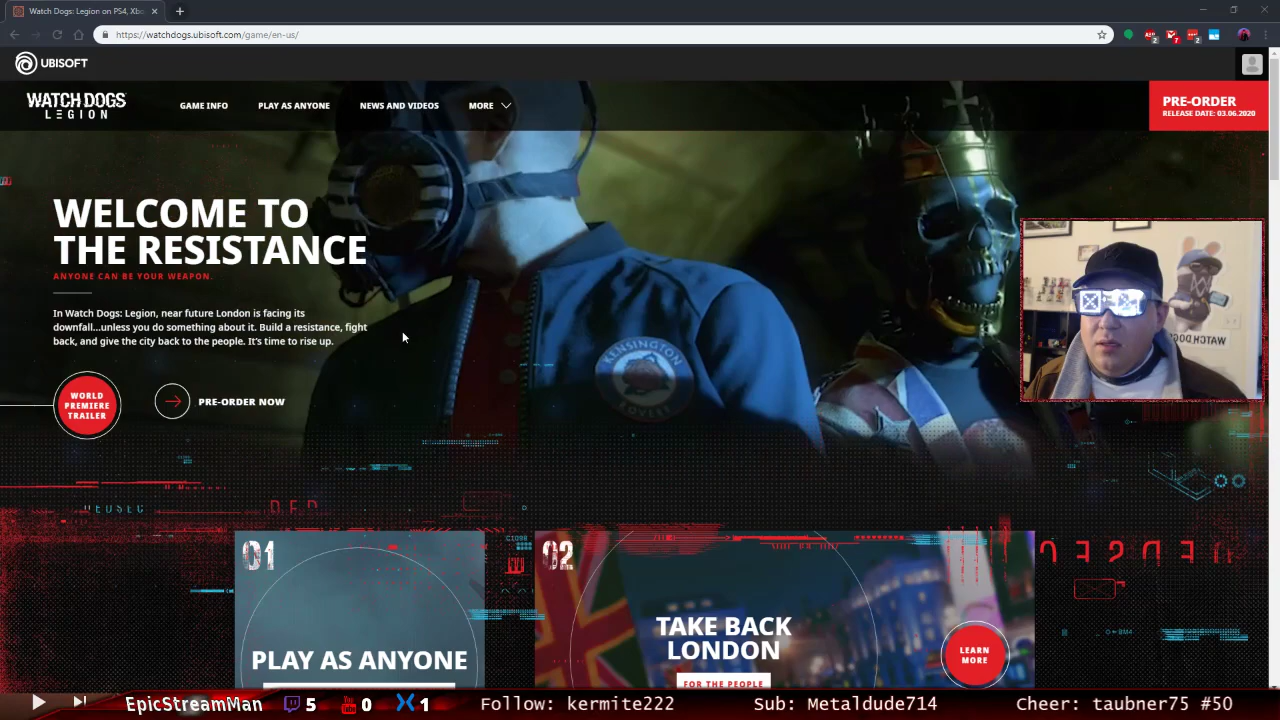 Watch Dogs: Legion on PS4, Xbo
https://watchdogs.ubisoft.com/game/en-us/
UBISOFT
WATCH DOGS
LEGION
GAME INFO
PLAY AS ANYONE
NEWS AND VIDEOS
MORE
PRE-ORDER
RELEASE DATE: 03.06.2020
WELCOME TO
THE RESISTANCE
ANYONE CAN BE YOUR WEAPON.
In Watch Dogs: Legion, near future London is facing its
downfall...unless you do something about it. Build a resistance, fight
back, and give the city back to the people. It's time to rise up.
WORLD
PREMIERE
TRAILER
PRE-ORDER NOW
KENSINGTON
ROVERS
01
PLAY AS ANYONE
02
TAKE BACK
LONDON
FOR THE PEOPLE
LEARN
MORE
EpicStreamMan
5
0
1
Follow: kermite222
Sub: Metaldude714
Cheer: taubner75 #50